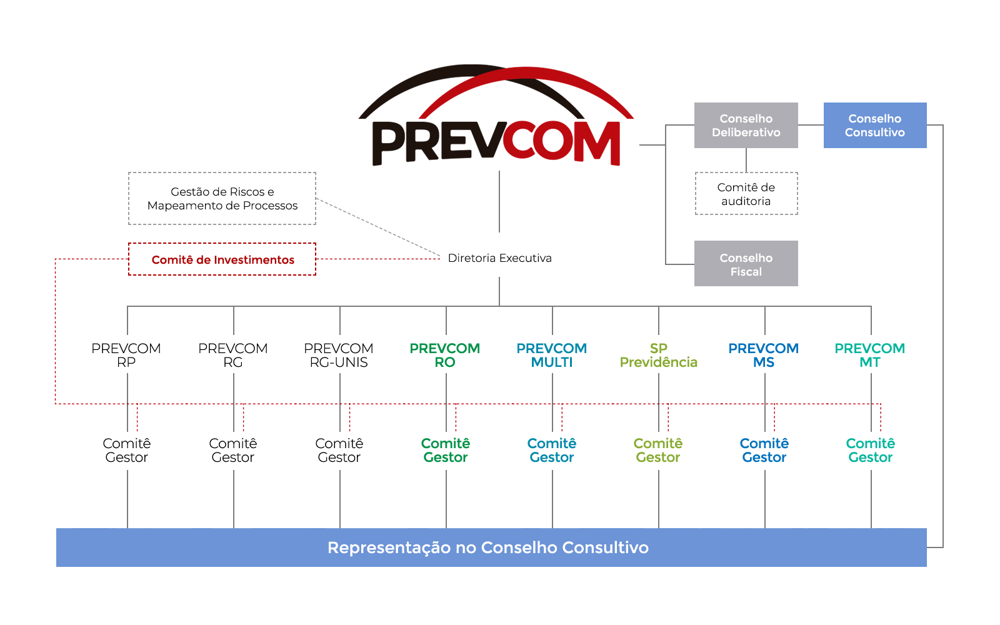 PREVCOM
Conselho
Deliberativo
Conselho
Consultivo
Gestão de Riscos e
Mapeamento de Processos
Comitê de
auditoria
Comitê de Investimentos
Diretoria Executiva
Conselho
Fiscal
PREVCOM
RP
PREVCOM
RG
PREVCOM
RG-UNIS
PREVCOM
RO
PREVCOM
MULTI
SP
Previdência
PREVCOM
MS
PREVCOM
MT
Comitê
Gestor
Comitê
Gestor
Comitê
Gestor
Comitê
Gestor
Comitê
Gestor
Comitê
Gestor
Comitê
Gestor
Comitê
Gestor
Representação no Conselho Consultivo